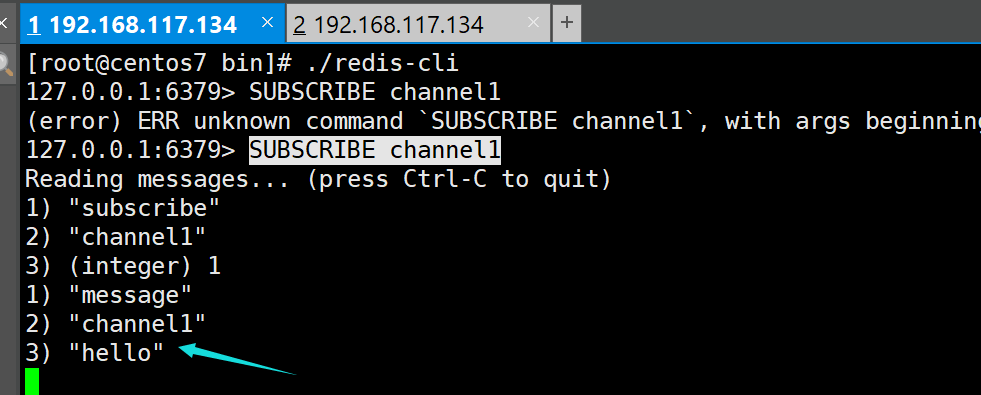 1 192.168.117.134 × 2 192.168.117.134 × +
[root@centos7 bin]# ./redis-cli
127.0.0.1:6379> SUBSCRIBE channel1
(error) ERR unknown command `SUBSCRIBE channel1`, with args beginning
127.0.0.1:6379> SUBSCRIBE channel1
Reading messages... (press Ctrl-C to quit)
1) "subscribe"
2) "channel1"
3) (integer) 1
1) "message"
2) "channel1"
3) "hello"